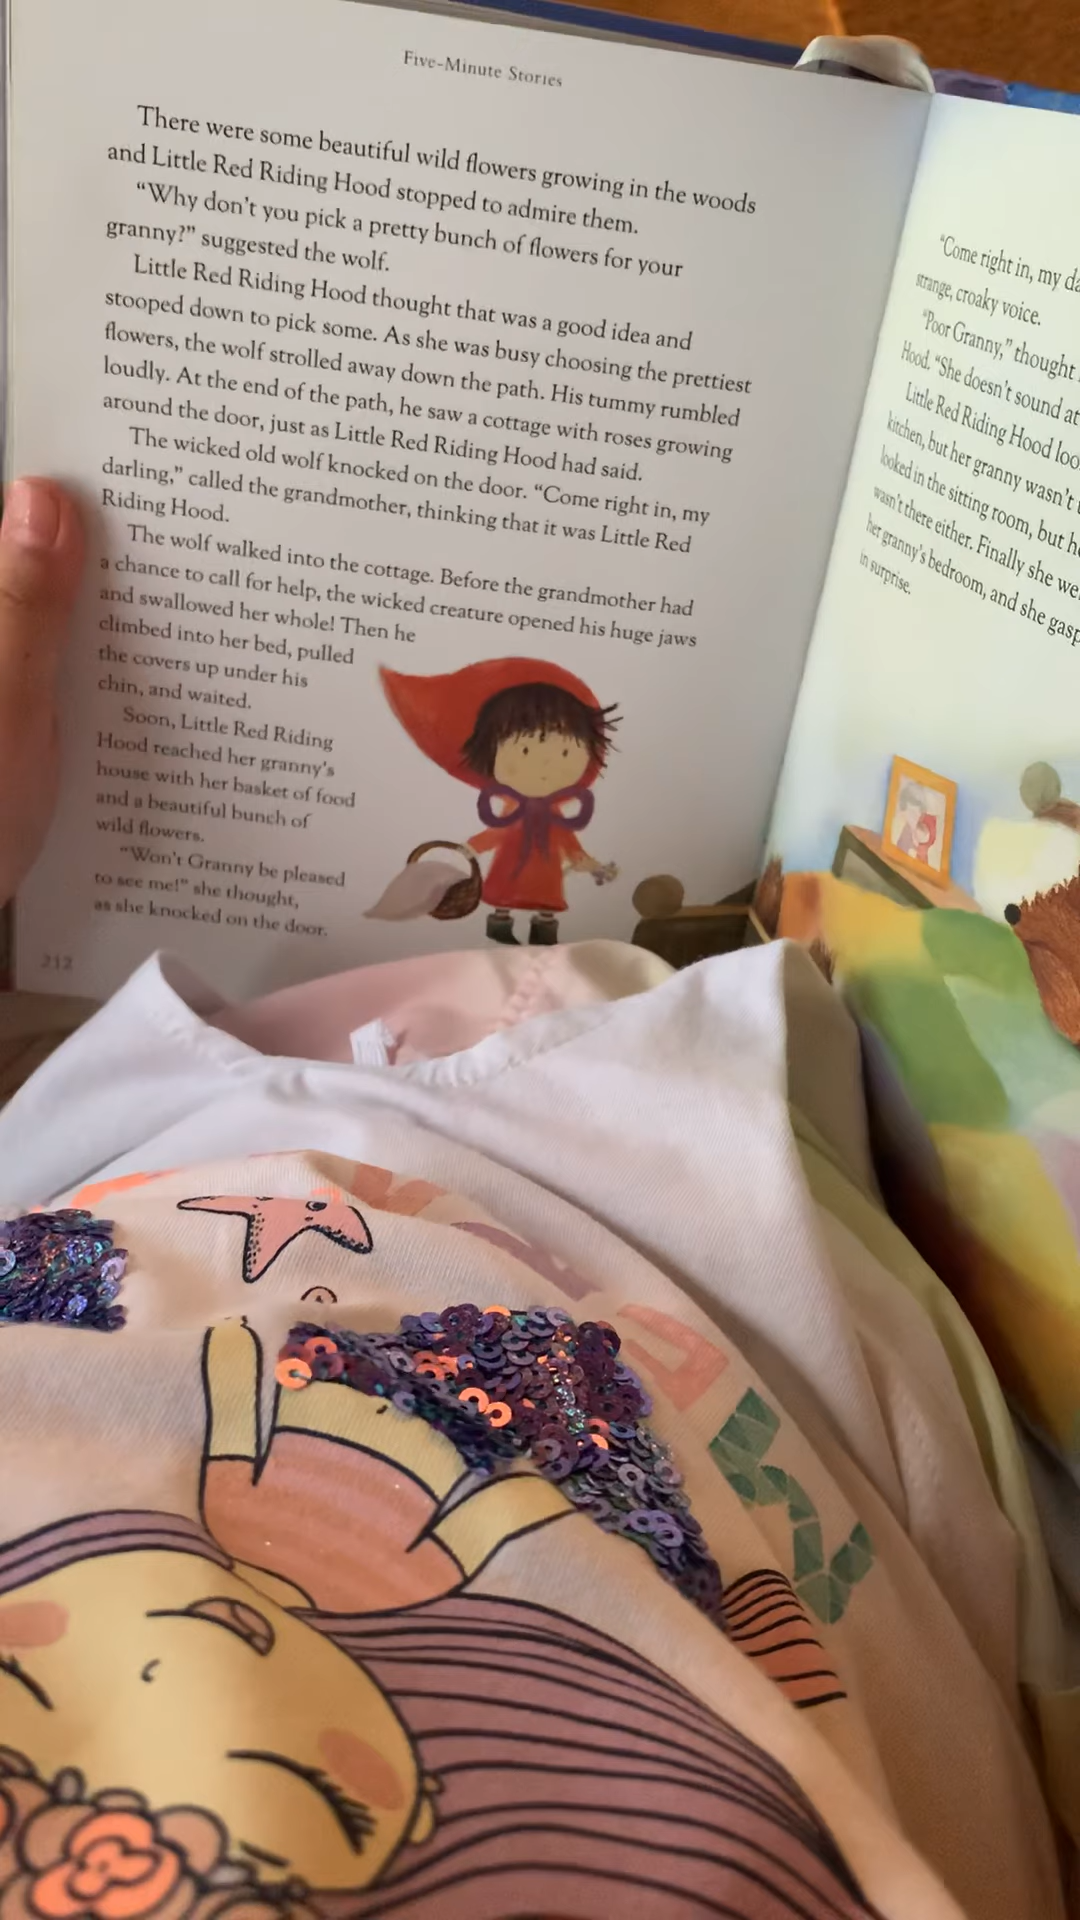 Five-Minute Stories
There were some beautiful wild flowers growing in the woods
and Little Red Riding Hood stopped to admire them.
“Why don’t you pick a pretty bunch of flowers for your
granny?” suggested the wolf.
Little Red Riding Hood thought that was a good idea and
stooped down to pick some. As she was busy choosing the prettiest
flowers, the wolf strolled away down the path. His tummy rumbled
loudly. At the end of the path, he saw a cottage with roses growing
around the door, just as Little Red Riding Hood had said.
The wicked old wolf knocked on the door. “Come right in, my
darling,” called the grandmother, thinking that it was Little Red
Riding Hood.
The wolf walked into the cottage. Before the grandmother had
a chance to call for help, the wicked creature opened his huge jaws
and swallowed her whole! Then he
climbed into her bed, pulled
the covers up under his
chin, and waited.
Soon, Little Red Riding
Hood reached her granny’s
house with her basket of food
and a beautiful bunch of
wild flowers.
“Won’t Granny be pleased
to see me!” she thought,
as she knocked on the door.
212
“Come right in, my
strange, croaky voice.
“Poor Granny,” thought
Hood. “She doesn’t sound at
Little Red Riding Hood
kitchen, but her granny wasn’t
looked in the sitting room, but
wasn’t there either. Finally she
her granny’s bedroom, and she
in surprise.